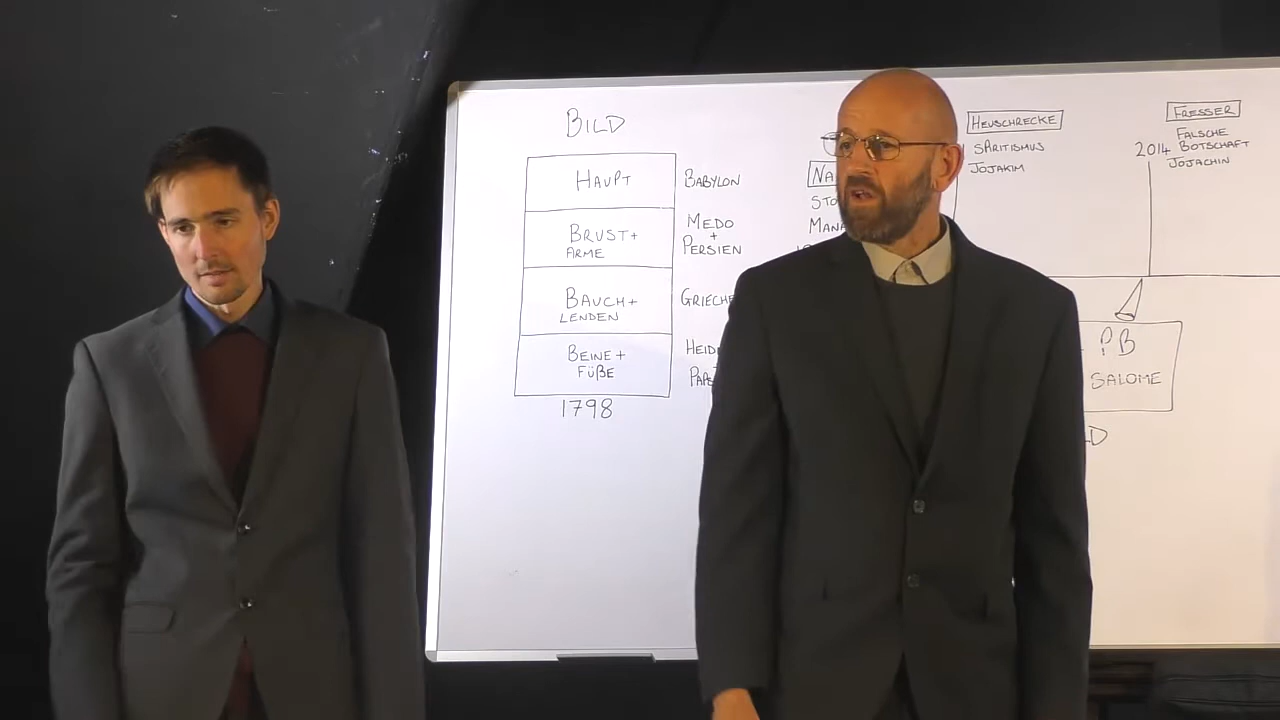 BILD
HAUPT
BABYLON
BRUST+
ARME
MEDO
+
PERSIEN
BAUCH+
LENDEN
BEINE+
FÜßE
1798
HEUSCHRECKE
SPIRITISMUS
JOJAKIM
FRESSER
FALSCHE
2014 BOTSCHAFT
JOJACHIN
PB
SALOME